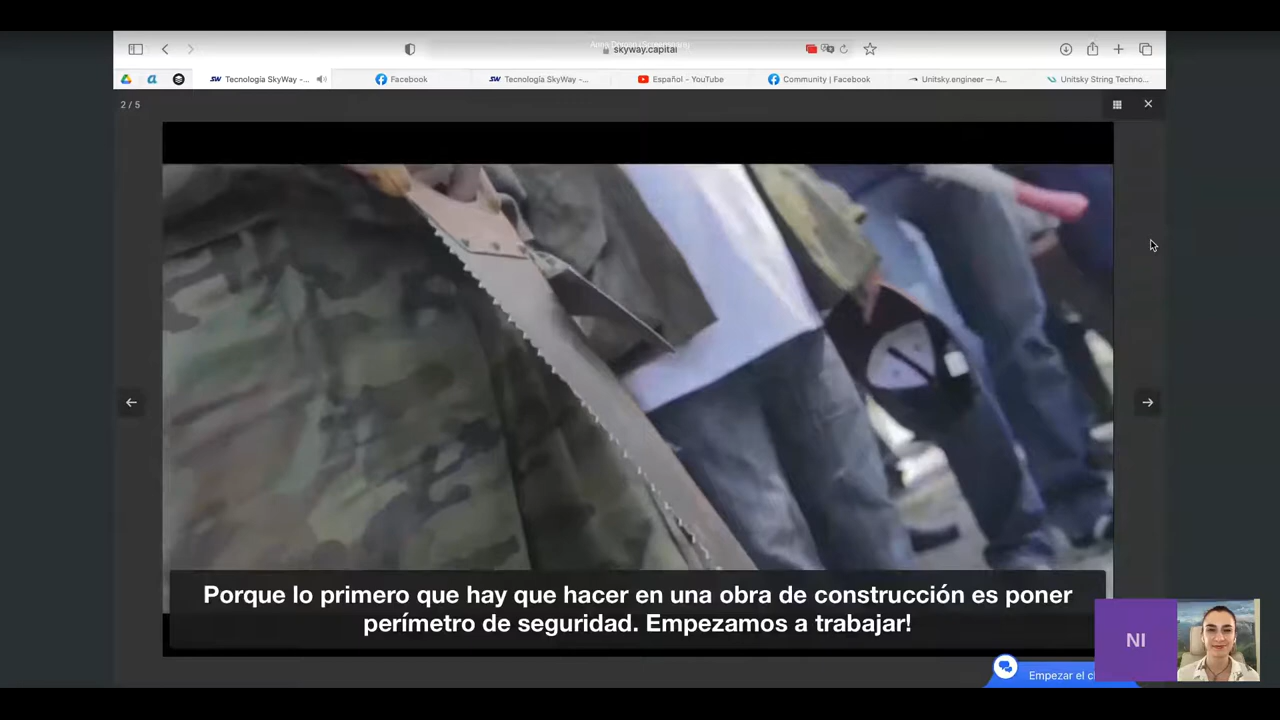 skyway.capital
SW Tecnología SkyWay -...
Facebook
SW Tecnología SkyWay -...
Español - YouTube
Community | Facebook
Unitsky.engineer — A...
Unitsky String Techno...
2 / 5
Porque lo primero que hay que hacer en una obra de construcción es poner
perímetro de seguridad. Empezamos a trabajar!
NI
Empezar el c